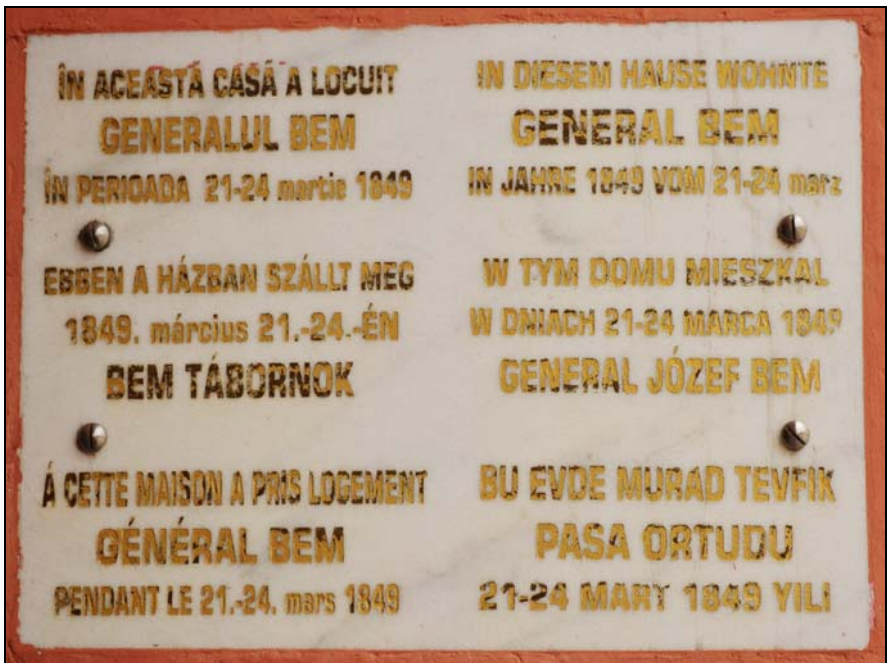 ÎN ACEASTĂ CASĂ A LOCUIT
GENERALUL BEM
ÎN PERIOADA 21-24 martie 1849
EBBEN A HÁZBAN SZÁLLT MEG
1849. március 21.-24.-ÉN
BEM TÁBORNOK
Á CETTE MAISON A PRIS LOGEMENT
GÉNÉRAL BEM
PENDANT LE 21.-24. mars 1849
IN DIESEM HAUSE WOHNTE
GENERAL BEM
IN JAHRE 1849 VOM 21-24 marz
W TYM DOMU MIESZKAL
W DNIACH 21-24 MARCA 1849
GENERAL JÓZEF BEM
BU EVDE MURAD TEVFIK
PASA ORTUDU
21-24 MART 1849 YILI